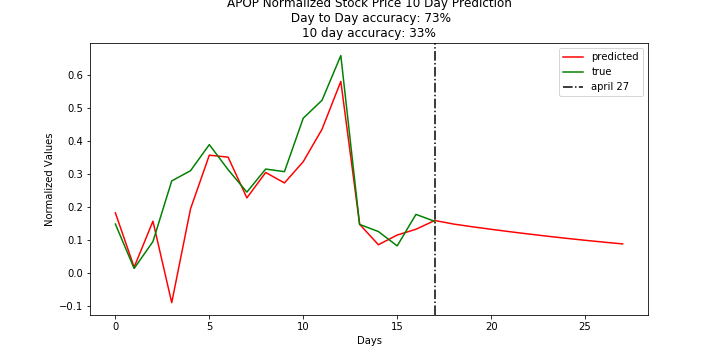 APOP Normalized Stock Price 10 Day Prediction
Day to Day accuracy: 73%
10 day accuracy: 33%
predicted
true
april 27
Normalized Values
0.6
0.5
0.4
0.3
0.2
0.1
0.0
−0.1
0
5
10
15
20
25
Days